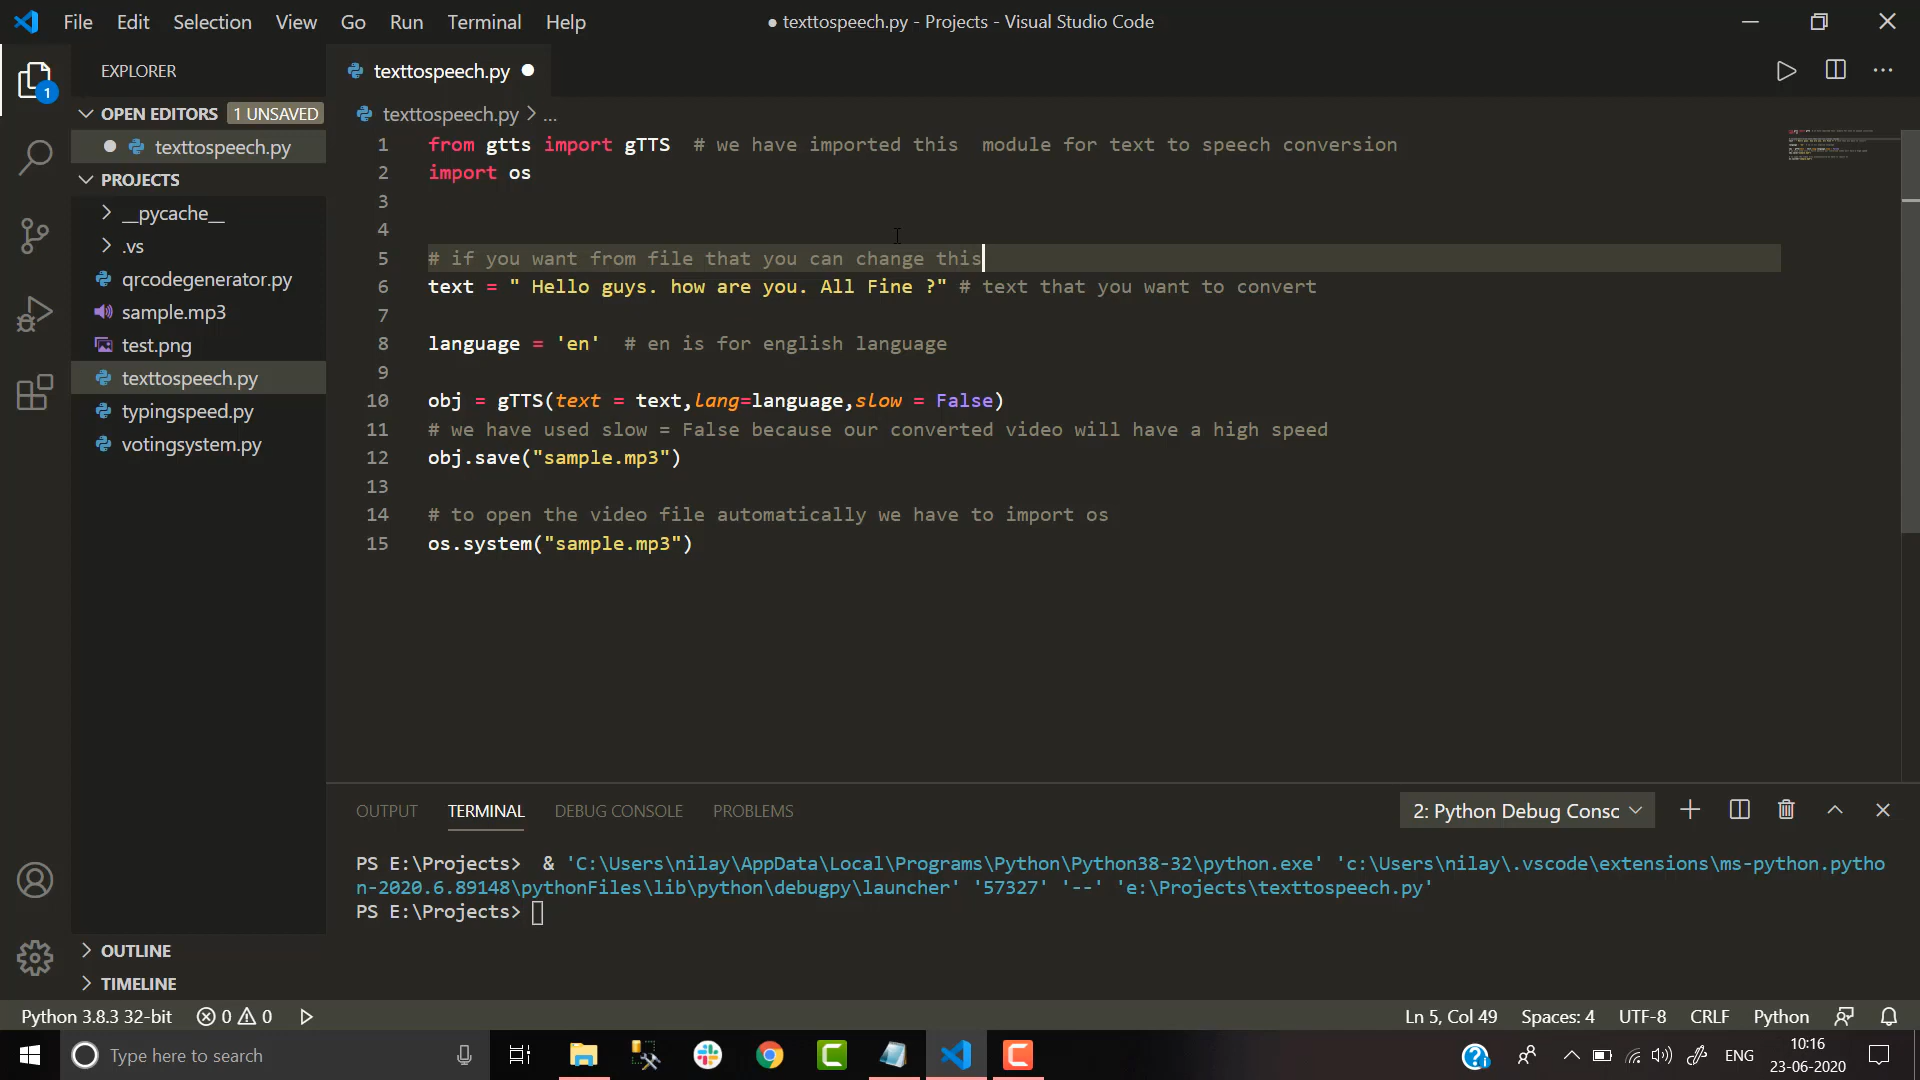 File Edit Selection View Go Run Terminal Help
● texttospeech.py - Projects - Visual Studio Code
EXPLORER
1
OPEN EDITORS 1 UNSAVED
texttospeech.py
PROJECTS
__pycache__
.vs
qrcodegenerator.py
sample.mp3
test.png
texttospeech.py
typingspeed.py
votingsystem.py
OUTLINE
TIMELINE
texttospeech.py
texttospeech.py > ...
1 from gtts import gTTS  # we have imported this  module for text to speech conversion
2 import os
3
4
5 # if you want from file that you can change this
6 text = " Hello guys. how are you. All Fine ?" # text that you want to convert
7
8 language = 'en'  # en is for english language
9
10 obj = gTTS(text = text,lang=language,slow = False)
11 # we have used slow = False because our converted video will have a high speed
12 obj.save("sample.mp3")
13
14 # to open the video file automatically we have to import os
15 os.system("sample.mp3")
OUTPUT TERMINAL DEBUG CONSOLE PROBLEMS
2: Python Debug Consc
PS E:\Projects>  & 'C:\Users\nilay\AppData\Local\Programs\Python\Python38-32\python.exe' 'c:\Users\nilay\.vscode\extensions\ms-python.pytho
n-2020.6.89148\pythonFiles\lib\python\debugpy\launcher' '57327' '--' 'e:\Projects\texttospeech.py'
PS E:\Projects>
Python 3.8.3 32-bit 0 0 Ln 5, Col 49 Spaces: 4 UTF-8 CRLF Python
Type here to search
ENG
10:16
23-06-2020